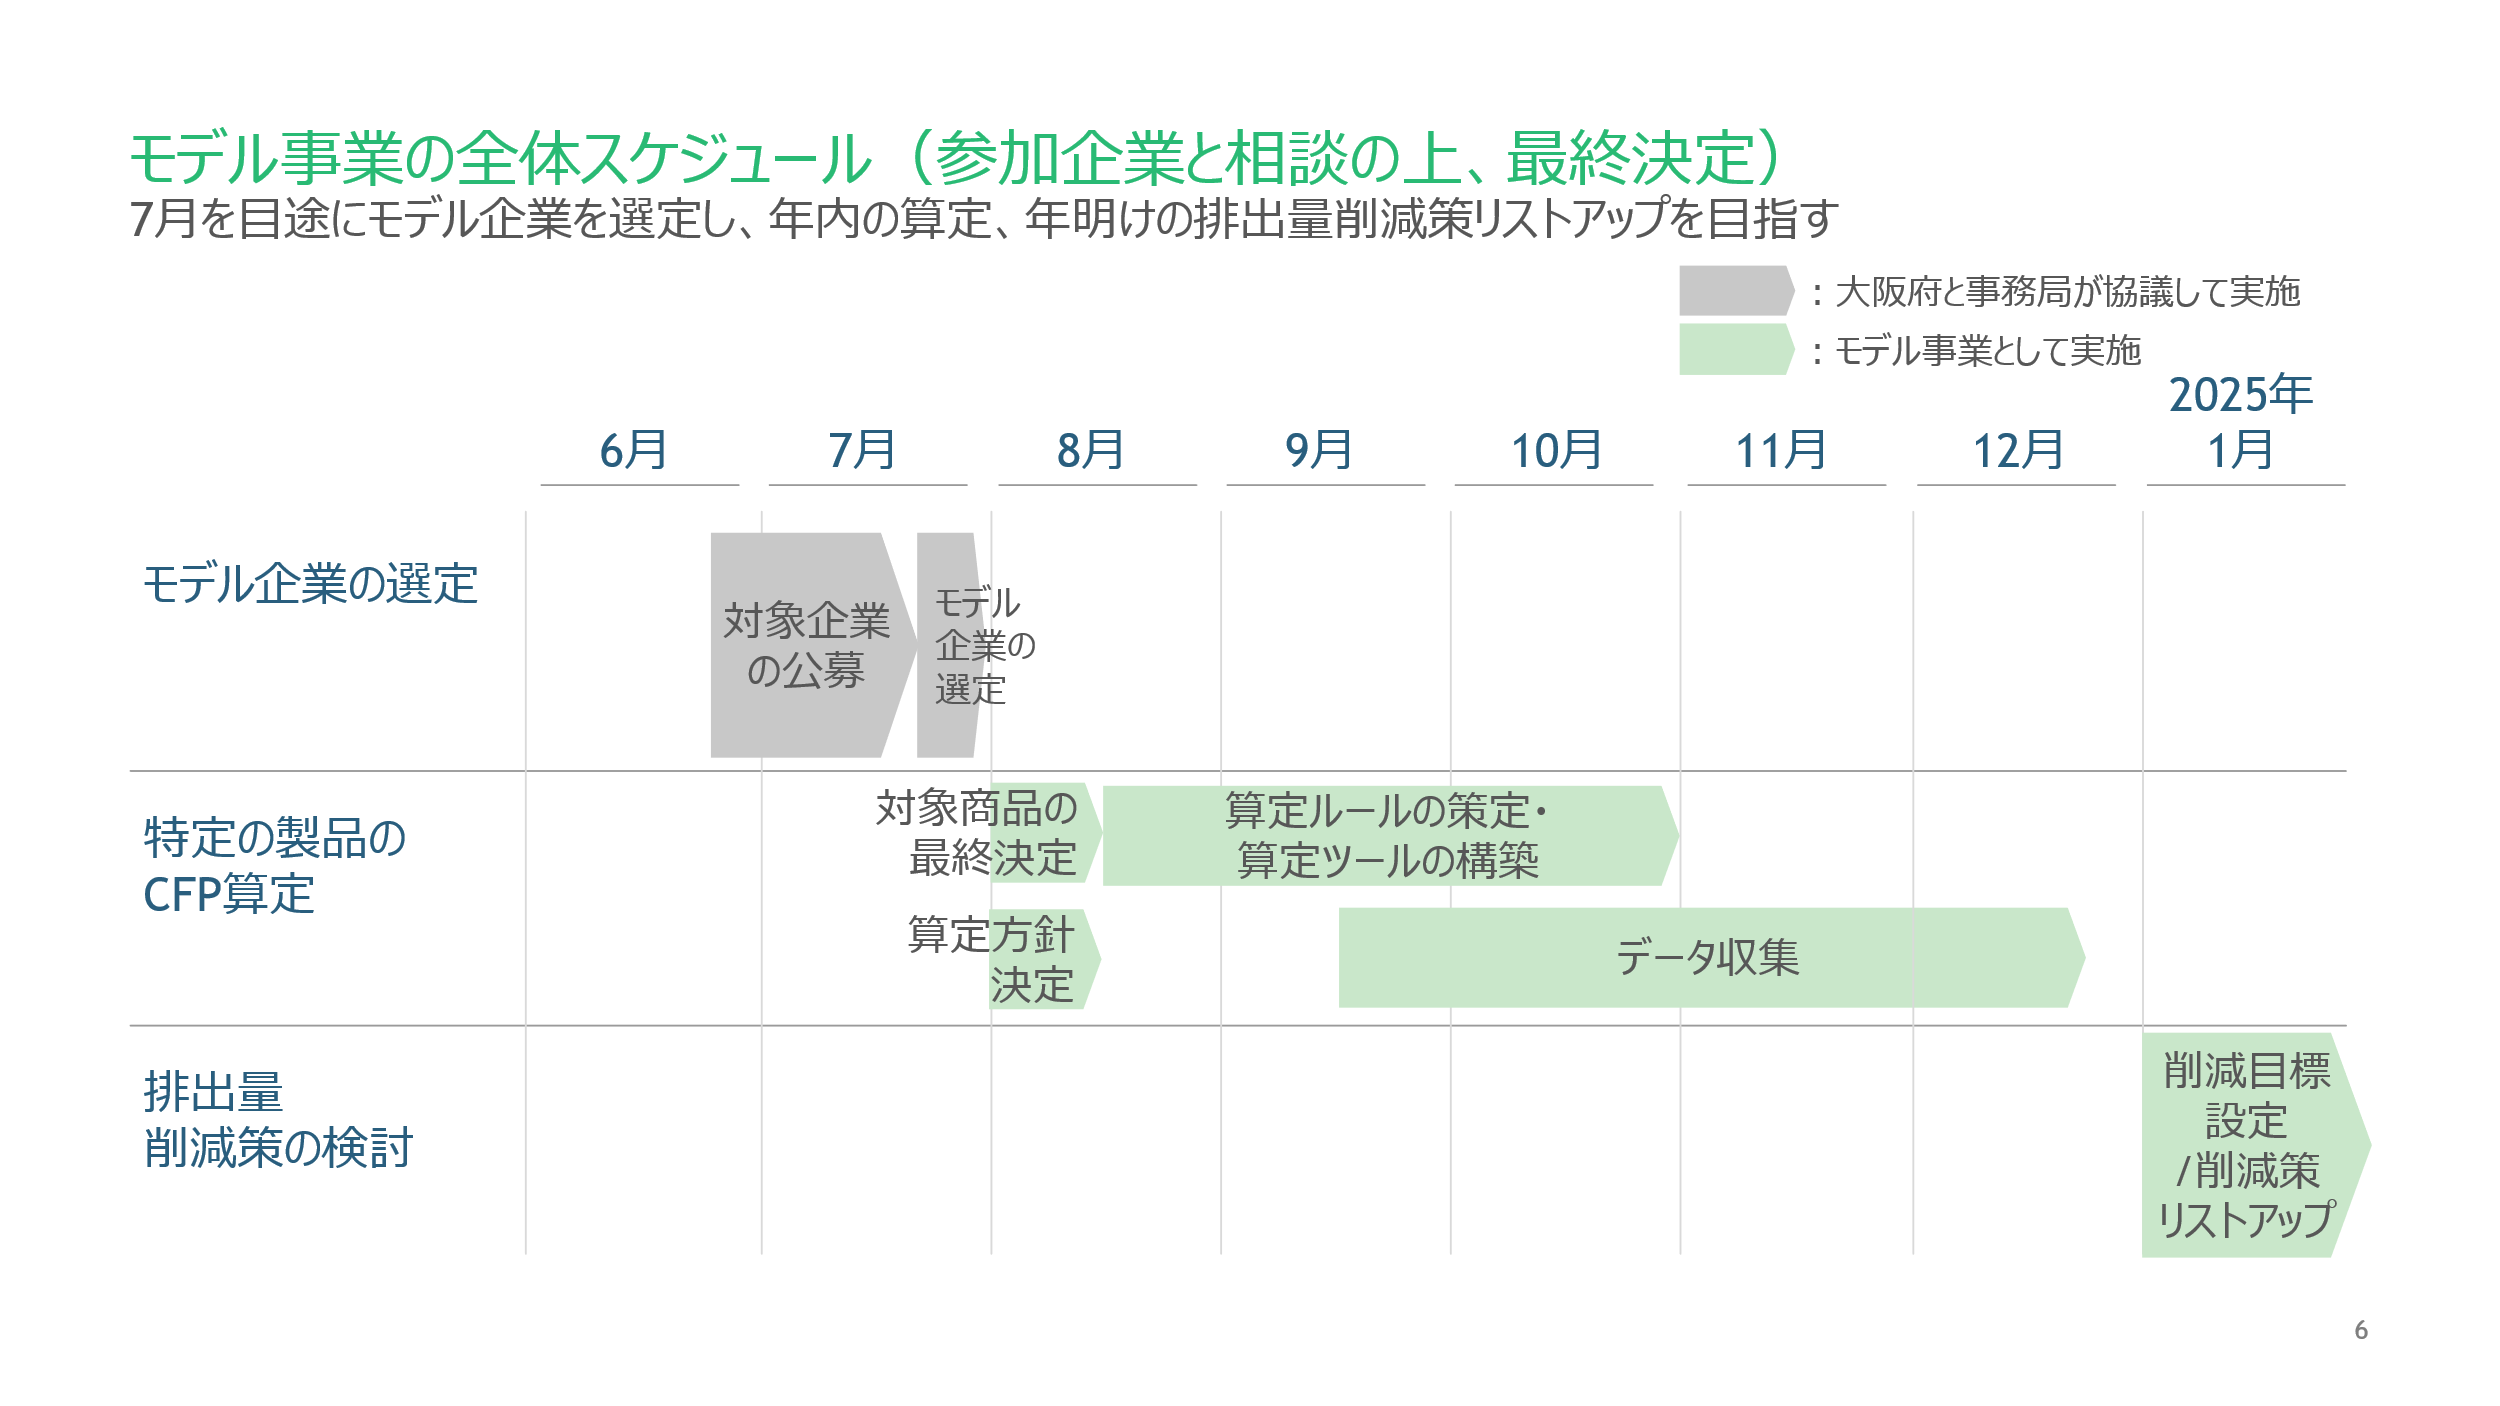 モデル事業の全体スケジュール（参加企業と相談の上、最終決定）
7月を目途にモデル企業を選定し、年内の算定、年明けの排出量削減策リストアップを目指す
：大阪府と事務局が協議して実施
：モデル事業として実施
6月
7月
8月
9月
10月
11月
12月
2025年
1月
モデル企業の選定
対象企業
の公募
モデル
企業の
選定
特定の製品の
CFP算定
対象商品の
最終決定
算定ルールの策定・
算定ツールの構築
算定方針
決定
データ収集
排出量
削減策の検討
削減目標
設定
/削減策
リストアップ
6